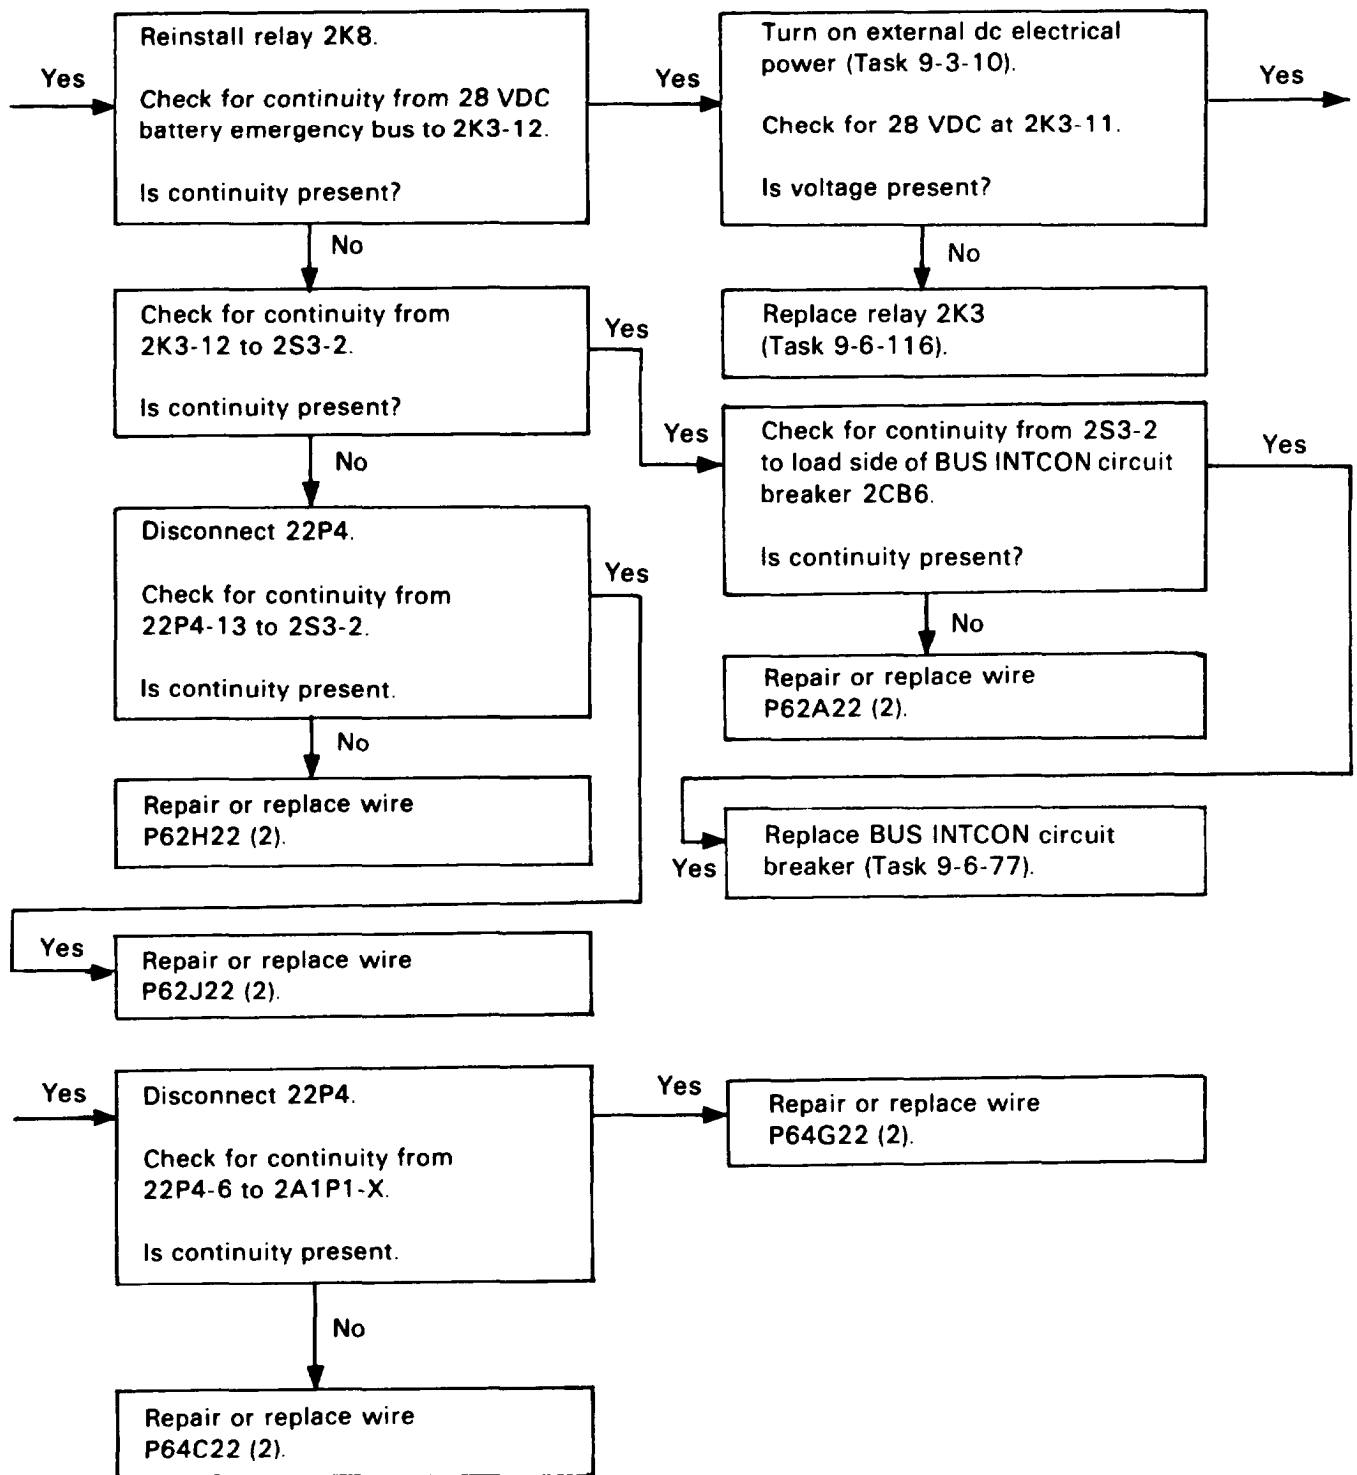 Yes
Reinstall relay 2K8.
Check for continuity from 28 VDC
battery emergency bus to 2K3-12.
Is continuity present?
Yes
Turn on external dc electrical
power (Task 9-3-10).
Check for 28 VDC at 2K3-11.
Is voltage present?
Yes
No
No
Check for continuity from
2K3-12 to 2S3-2.
Is continuity present?
Yes
Replace relay 2K3
(Task 9-6-116).
Yes
Check for continuity from 2S3-2
to load side of BUS INTCON circuit
breaker 2CB6.
Is continuity present?
Yes
No
Disconnect 22P4.
Check for continuity from
22P4-13 to 2S3-2.
Is continuity present.
Yes
No
Repair or replace wire
P62A22 (2).
No
Repair or replace wire
P62H22 (2).
Yes
Replace BUS INTCON circuit
breaker (Task 9-6-77).
Yes
Repair or replace wire
P62J22 (2).
Yes
Disconnect 22P4.
Check for continuity from
22P4-6 to 2A1P1-X.
Is continuity present.
Yes
Repair or replace wire
P64G22 (2).
No
Repair or replace wire
P64C22 (2).